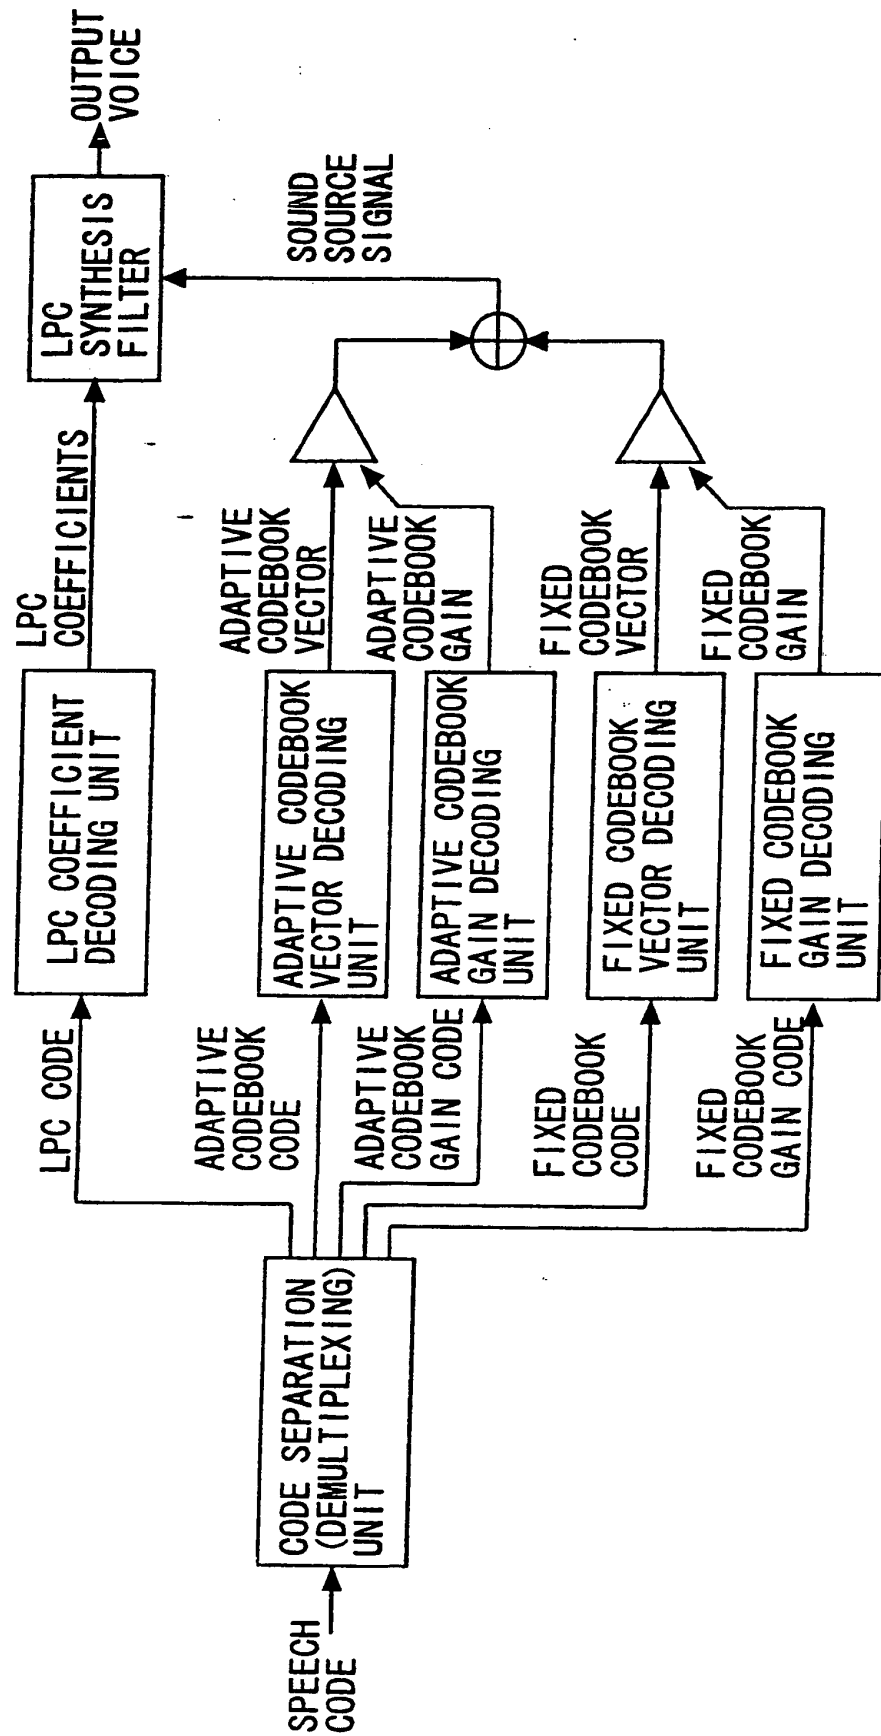 SPEECH
CODE
CODE SEPARATION
(DEMULTIPLEXING)
UNIT
LPC CODE
ADAPTIVE
CODEBOOK
CODE
ADAPTIVE
CODEBOOK
GAIN CODE
FIXED
CODEBOOK
CODE
FIXED
CODEBOOK
GAIN CODE
LPC COEFFICIENT
DECODING UNIT
ADAPTIVE CODEBOOK
VECTOR DECODING
UNIT
ADAPTIVE CODEBOOK
GAIN DECODING
UNIT
FIXED CODEBOOK
VECTOR DECODING
UNIT
FIXED CODEBOOK
GAIN DECODING
UNIT
LPC
COEFFICIENTS
ADAPTIVE
CODEBOOK
VECTOR
ADAPTIVE
CODEBOOK
GAIN
FIXED
CODEBOOK
VECTOR
FIXED
CODEBOOK
GAIN
LPC
SYNTHESIS
FILTER
SOUND
SOURCE
SIGNAL
OUTPUT
VOICE